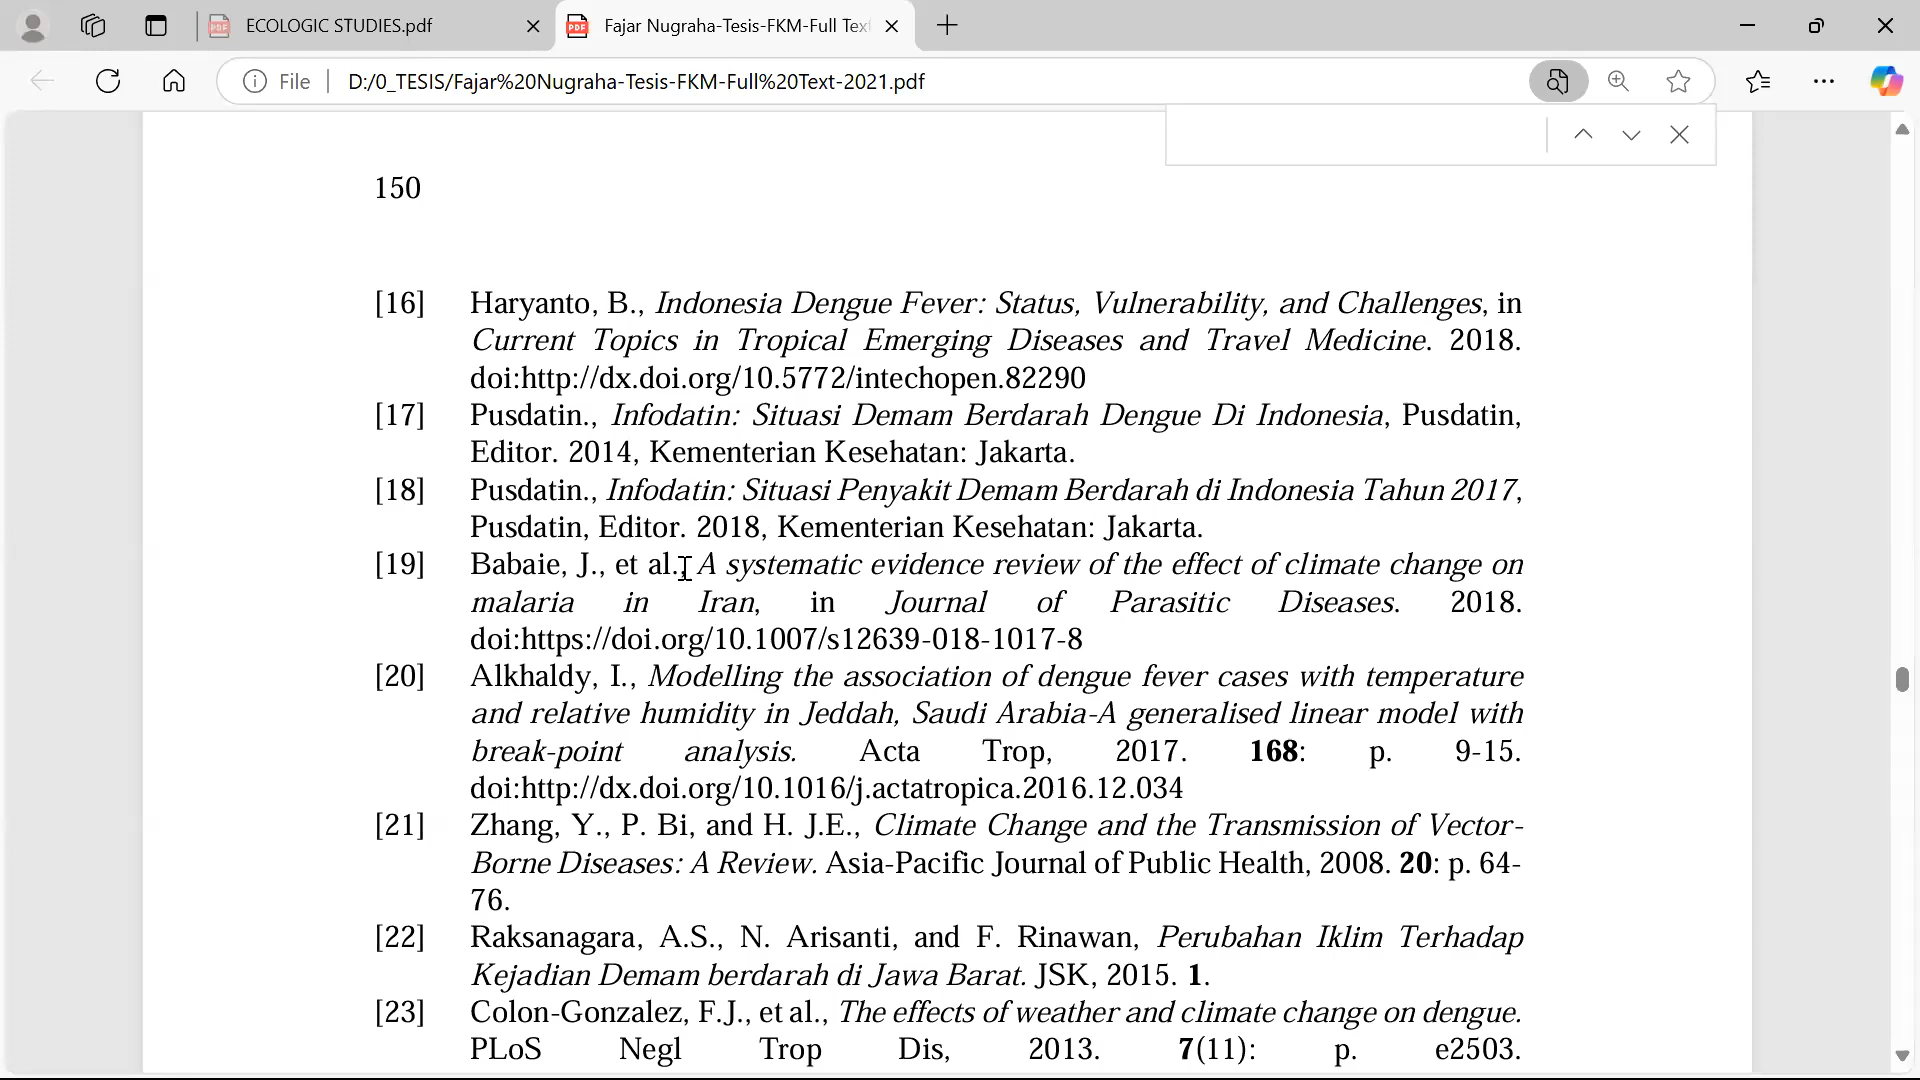 ECOLOGIC STUDIES.pdf
Fajar Nugraha-Tesis-FKM-Full Tex
File
D:/0_TESIS/Fajar%20Nugraha-Tesis-FKM-Full%20Text-2021.pdf
150
[16] Haryanto, B., Indonesia Dengue Fever: Status, Vulnerability, and Challenges, in
Current Topics in Tropical Emerging Diseases and Travel Medicine. 2018.
doi:http://dx.doi.org/10.5772/intechopen.82290
[17] Pusdatin., Infodatin: Situasi Demam Berdarah Dengue Di Indonesia, Pusdatin,
Editor. 2014, Kementerian Kesehatan: Jakarta.
[18] Pusdatin., Infodatin: Situasi Penyakit Demam Berdarah di Indonesia Tahun 2017,
Pusdatin, Editor. 2018, Kementerian Kesehatan: Jakarta.
[19] Babaie, J., et al., A systematic evidence review of the effect of climate change on
malaria in Iran, in Journal of Parasitic Diseases. 2018.
doi:https://doi.org/10.1007/s12639-018-1017-8
[20] Alkhaldy, I., Modelling the association of dengue fever cases with temperature
and relative humidity in Jeddah, Saudi Arabia-A generalised linear model with
break-point analysis. Acta Trop, 2017. 168: p. 9-15.
doi:http://dx.doi.org/10.1016/j.actatropica.2016.12.034
[21] Zhang, Y., P. Bi, and H. J.E., Climate Change and the Transmission of Vector-
Borne Diseases: A Review. Asia-Pacific Journal of Public Health, 2008. 20: p. 64-
76.
[22] Raksanagara, A.S., N. Arisanti, and F. Rinawan, Perubahan Iklim Terhadap
Kejadian Demam berdarah di Jawa Barat. JSK, 2015. 1.
[23] Colon-Gonzalez, F.J., et al., The effects of weather and climate change on dengue.
PLoS Negl Trop Dis, 2013. 7(11): p. e2503.